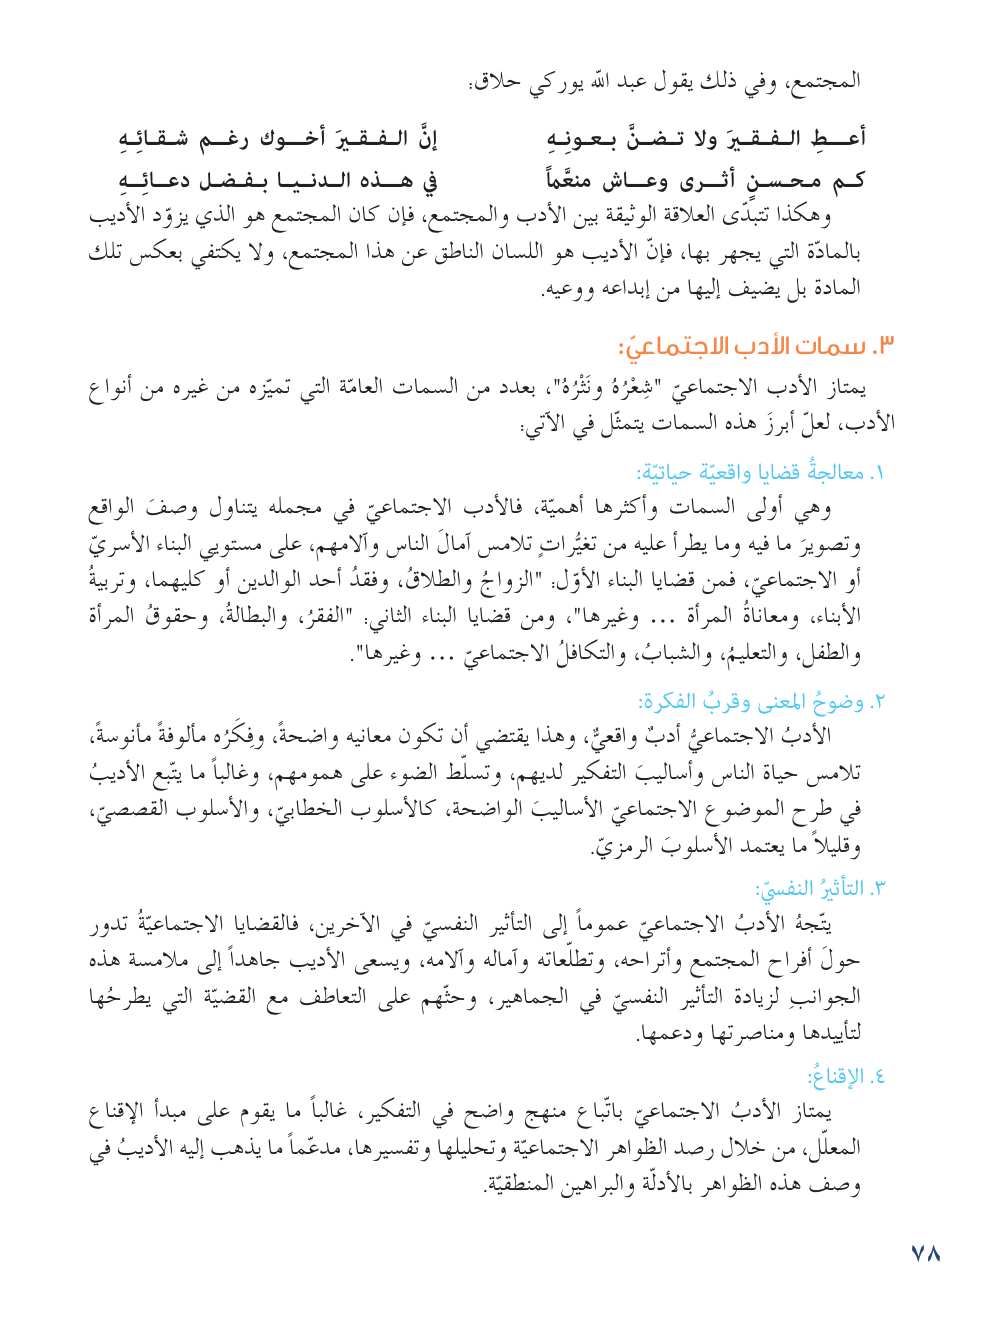 المجتمع، وفي ذلك يقول عبد الله يوركي حلاق:
أعـطِ الـفـقـيرَ ولا تـضـنَّ بـعـونِـهِ إنَّ الـفـقـيرَ أخـوك رغـم شـقـائِـهِ
كـم مـحـسـنٍ أثـرى وعـاش منعَّماً في هـذه الـدنـيـا بـفـضـل دعـائِـهِ
وهكذا تتبدّى العلاقة الوثيقة بين الأدب والمجتمع، فإن كان المجتمع هو الذي يزوّد الأديب
بالمادّة التي يجهر بها، فإنّ الأديب هو اللسان الناطق عن هذا المجتمع، ولا يكتفي بعكس تلك
المادة بل يضيف إليها من إبداعه ووعيه.
٣. سمات الأدب الاجتماعيّ:
يمتاز الأدب الاجتماعيّ "شِعْرُهُ ونَثْرُهُ"، بعدد من السمات العامّة التي تميّزه من غيره من أنواع
الأدب، لعلّ أبرزَ هذه السمات يتمثّل في الآتي:
١. معالجةُ قضايا واقعيّة حياتيّة:
وهي أولى السمات وأكثرها أهميّة، فالأدب الاجتماعيّ في مجمله يتناول وصفَ الواقع
وتصويرَ ما فيه وما يطرأ عليه من تغيُّراتٍ تلامس آمالَ الناس وآلامهم، على مستويي البناء الأسريّ
أو الاجتماعيّ، فمن قضايا البناء الأوّل: "الزواجُ والطلاقُ، وفقدُ أحد الوالدين أو كليهما، وتربيةُ
الأبناء، ومعاناةُ المرأة ... وغيرها"، ومن قضايا البناء الثاني: "الفقرُ، والبطالةُ، وحقوقُ المرأة
والطفل، والتعليمُ، والشبابُ، والتكافلُ الاجتماعيّ ... وغيرها".
٢. وضوحُ المعنى وقربُ الفكرة:
الأدبُ الاجتماعيُّ أدبٌ واقعيٌّ، وهذا يقتضي أن تكون معانيه واضحةً، وفِكَرُه مألوفةً مأنوسةً،
تلامس حياة الناس وأساليبَ التفكير لديهم، وتسلّط الضوء على همومهم، وغالباً ما يتّبع الأديبُ
في طرح الموضوع الاجتماعيّ الأساليبَ الواضحة، كالأسلوب الخطابيّ، والأسلوب القصصيّ،
وقليلاً ما يعتمد الأسلوبَ الرمزيّ.
٣. التأثيرُ النفسيّ:
يتّجهُ الأدبُ الاجتماعيّ عموماً إلى التأثير النفسيّ في الآخرين، فالقضايا الاجتماعيّةُ تدور
حولَ أفراح المجتمع وأتراحه، وتطلّعاته وآماله وآلامه، ويسعى الأديب جاهداً إلى ملامسة هذه
الجوانبِ لزيادة التأثير النفسيّ في الجماهير، وحثّهم على التعاطف مع القضيّة التي يطرحُها
لتأييدها ومناصرتها ودعمها.
٤. الإقناعُ:
يمتاز الأدبُ الاجتماعيّ باتّباع منهج واضح في التفكير، غالباً ما يقوم على مبدأ الإقناع
المعلّل، من خلال رصد الظواهر الاجتماعيّة وتحليلها وتفسيرها، مدعّماً ما يذهب إليه الأديبُ في
وصف هذه الظواهر بالأدلّة والبراهين المنطقيّة.
٧٨